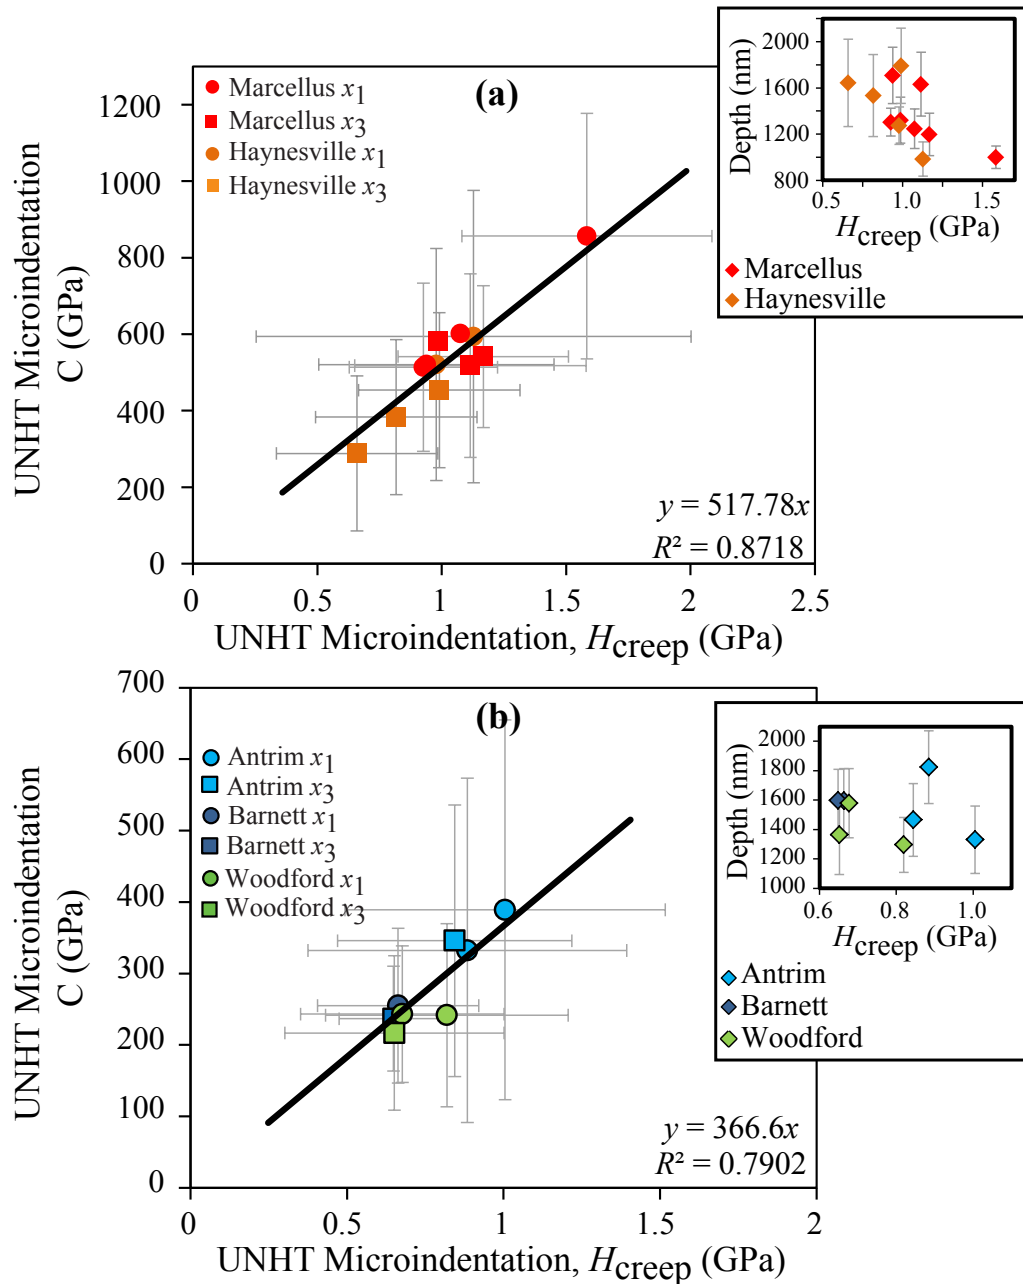 (a)
UNHT Microindentation
C (GPa)
1200
1000
800
600
400
200
0
Marcellus x1
Marcellus x3
Haynesville x1
Haynesville x3
y = 517.78x
R² = 0.8718
0 0.5 1 1.5 2 2.5
UNHT Microindentation, Hcreep (GPa)
Depth (nm)
2000
1600
1200
800
0.5 1.0 1.5
Hcreep (GPa)
Marcellus
Haynesville
(b)
UNHT Microindentation
C (GPa)
700
600
500
400
300
200
100
0
Antrim x1
Antrim x3
Barnett x1
Barnett x3
Woodford x1
Woodford x3
y = 366.6x
R² = 0.7902
0 0.5 1 1.5 2
UNHT Microindentation, Hcreep (GPa)
Depth (nm)
2000
1800
1600
1400
1200
1000
0.6 0.8 1.0
Hcreep (GPa)
Antrim
Barnett
Woodford